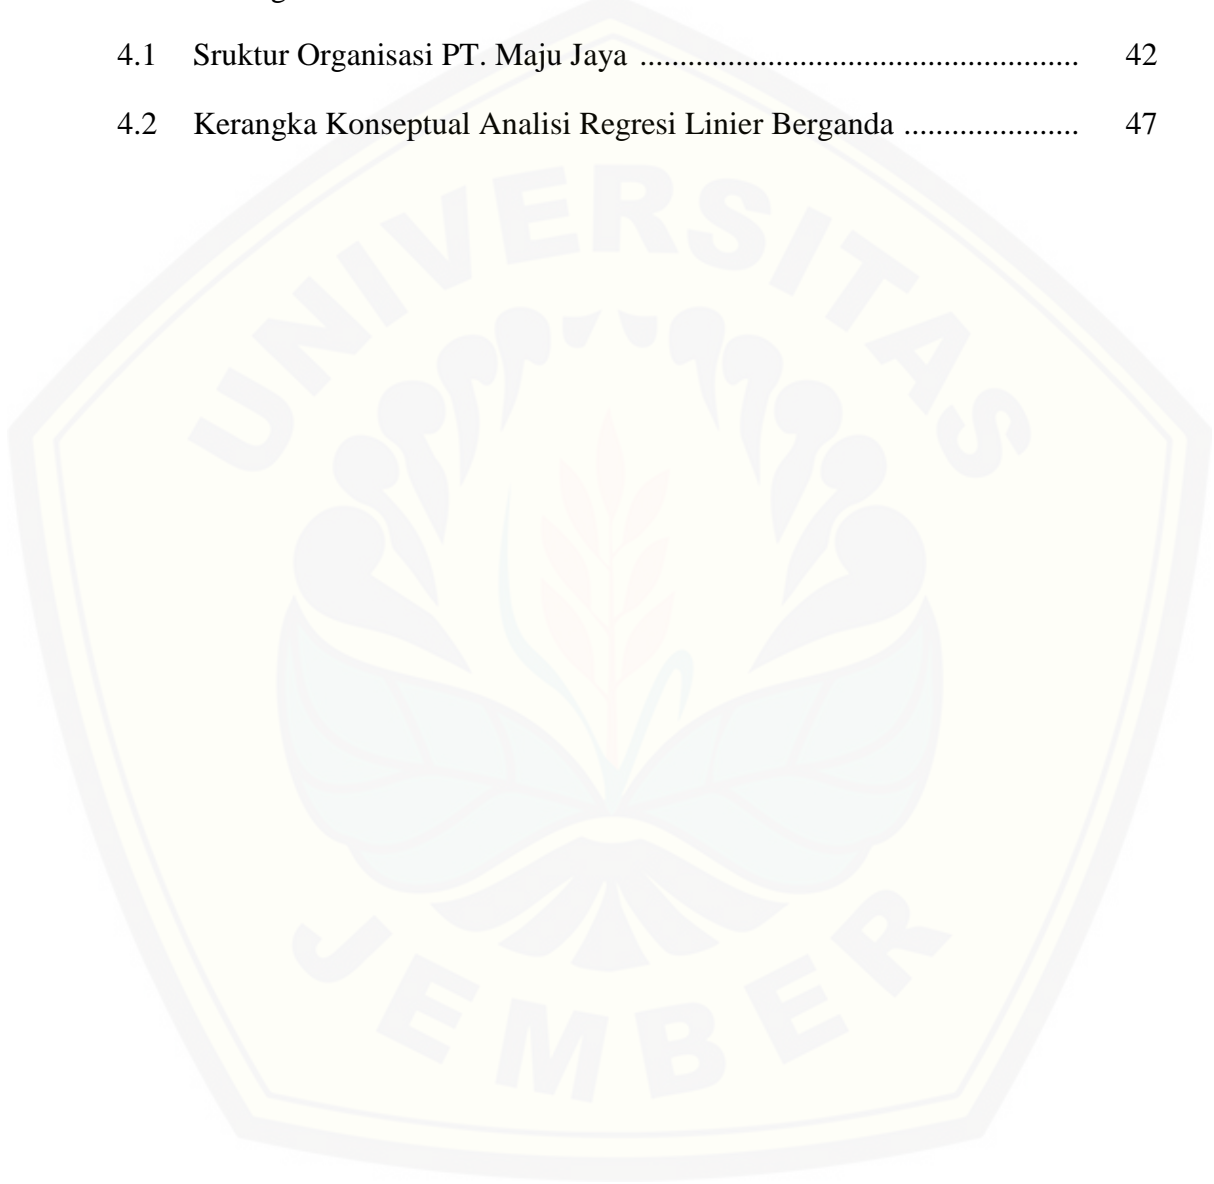 4.1 Sruktur Organisasi PT. Maju Jaya ...................................................... 42
4.2 Kerangka Konseptual Analisi Regresi Linier Berganda ...................... 47
UNIVERSITAS
JEMBER